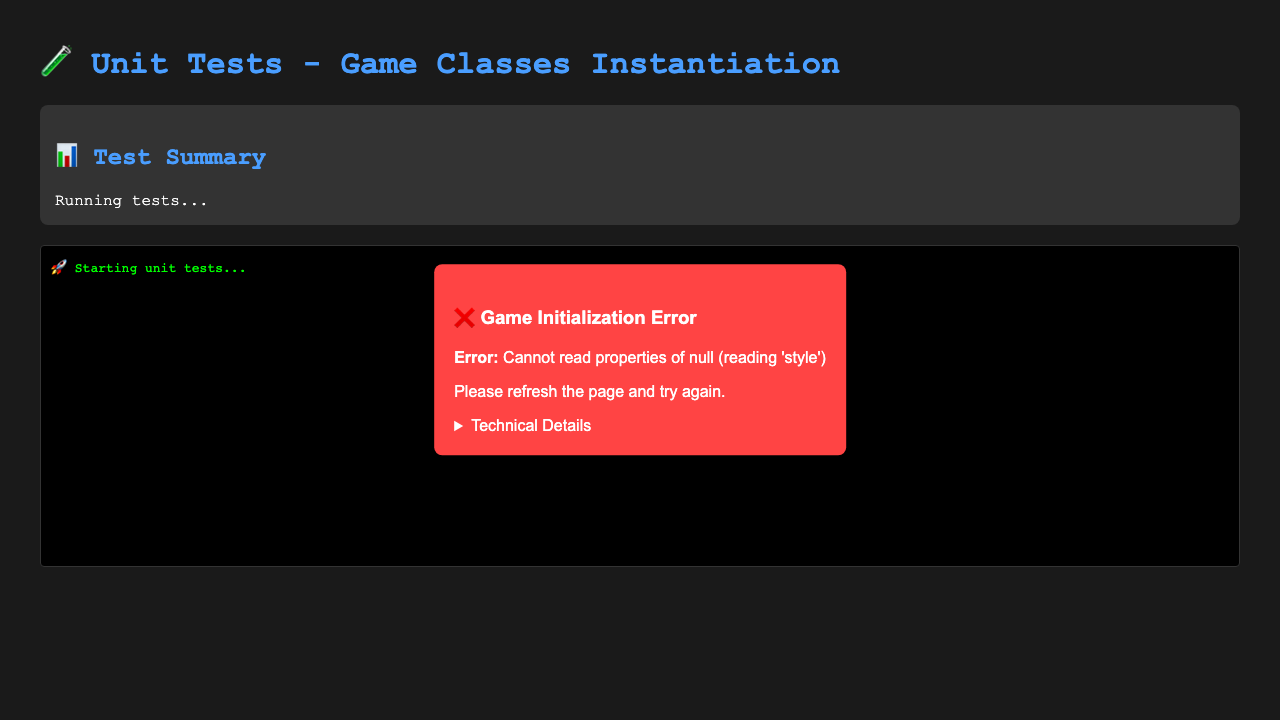 🧪 Unit Tests - Game Classes Instantiation
📊 Test Summary
Running tests...
🚀 Starting unit tests...
❌ Game Initialization Error
Error: Cannot read properties of null (reading 'style')
Please refresh the page and try again.
▶ Technical Details